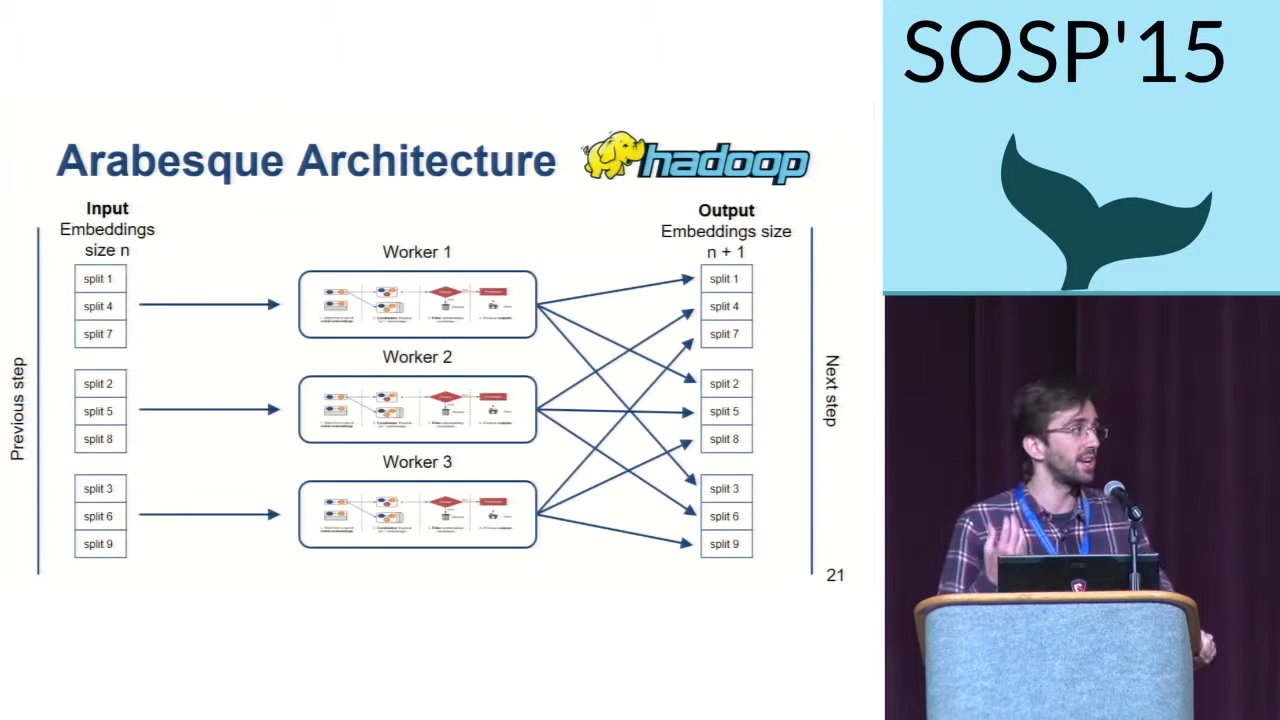 SOSP'15
Arabesque Architecture
hadoop
Input
Embeddings
size n
Previous step
split 1
split 4
split 7
split 2
split 5
split 8
split 3
split 6
split 9
Worker 1
Worker 2
Worker 3
Output
Embeddings size
n + 1
split 1
split 4
split 7
split 2
split 5
split 8
split 3
split 6
split 9
Next step
21